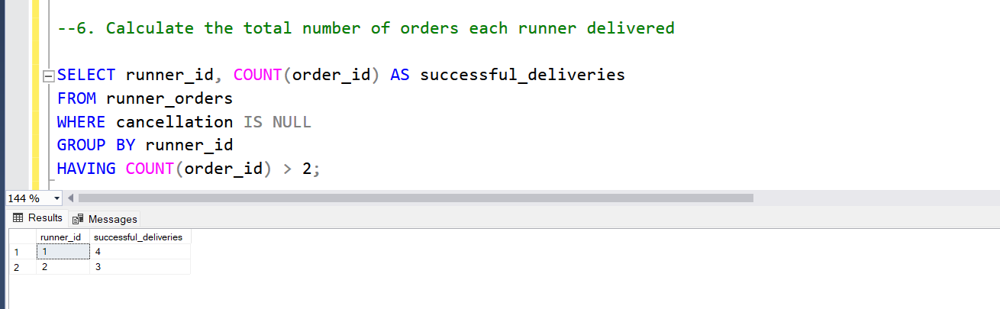 --6. Calculate the total number of orders each runner delivered
SELECT runner_id, COUNT(order_id) AS successful_deliveries
FROM runner_orders
WHERE cancellation IS NULL
GROUP BY runner_id
HAVING COUNT(order_id) > 2;
144 %
Results Messages
runner_id successful_deliveries
1 1 4
2 2 3